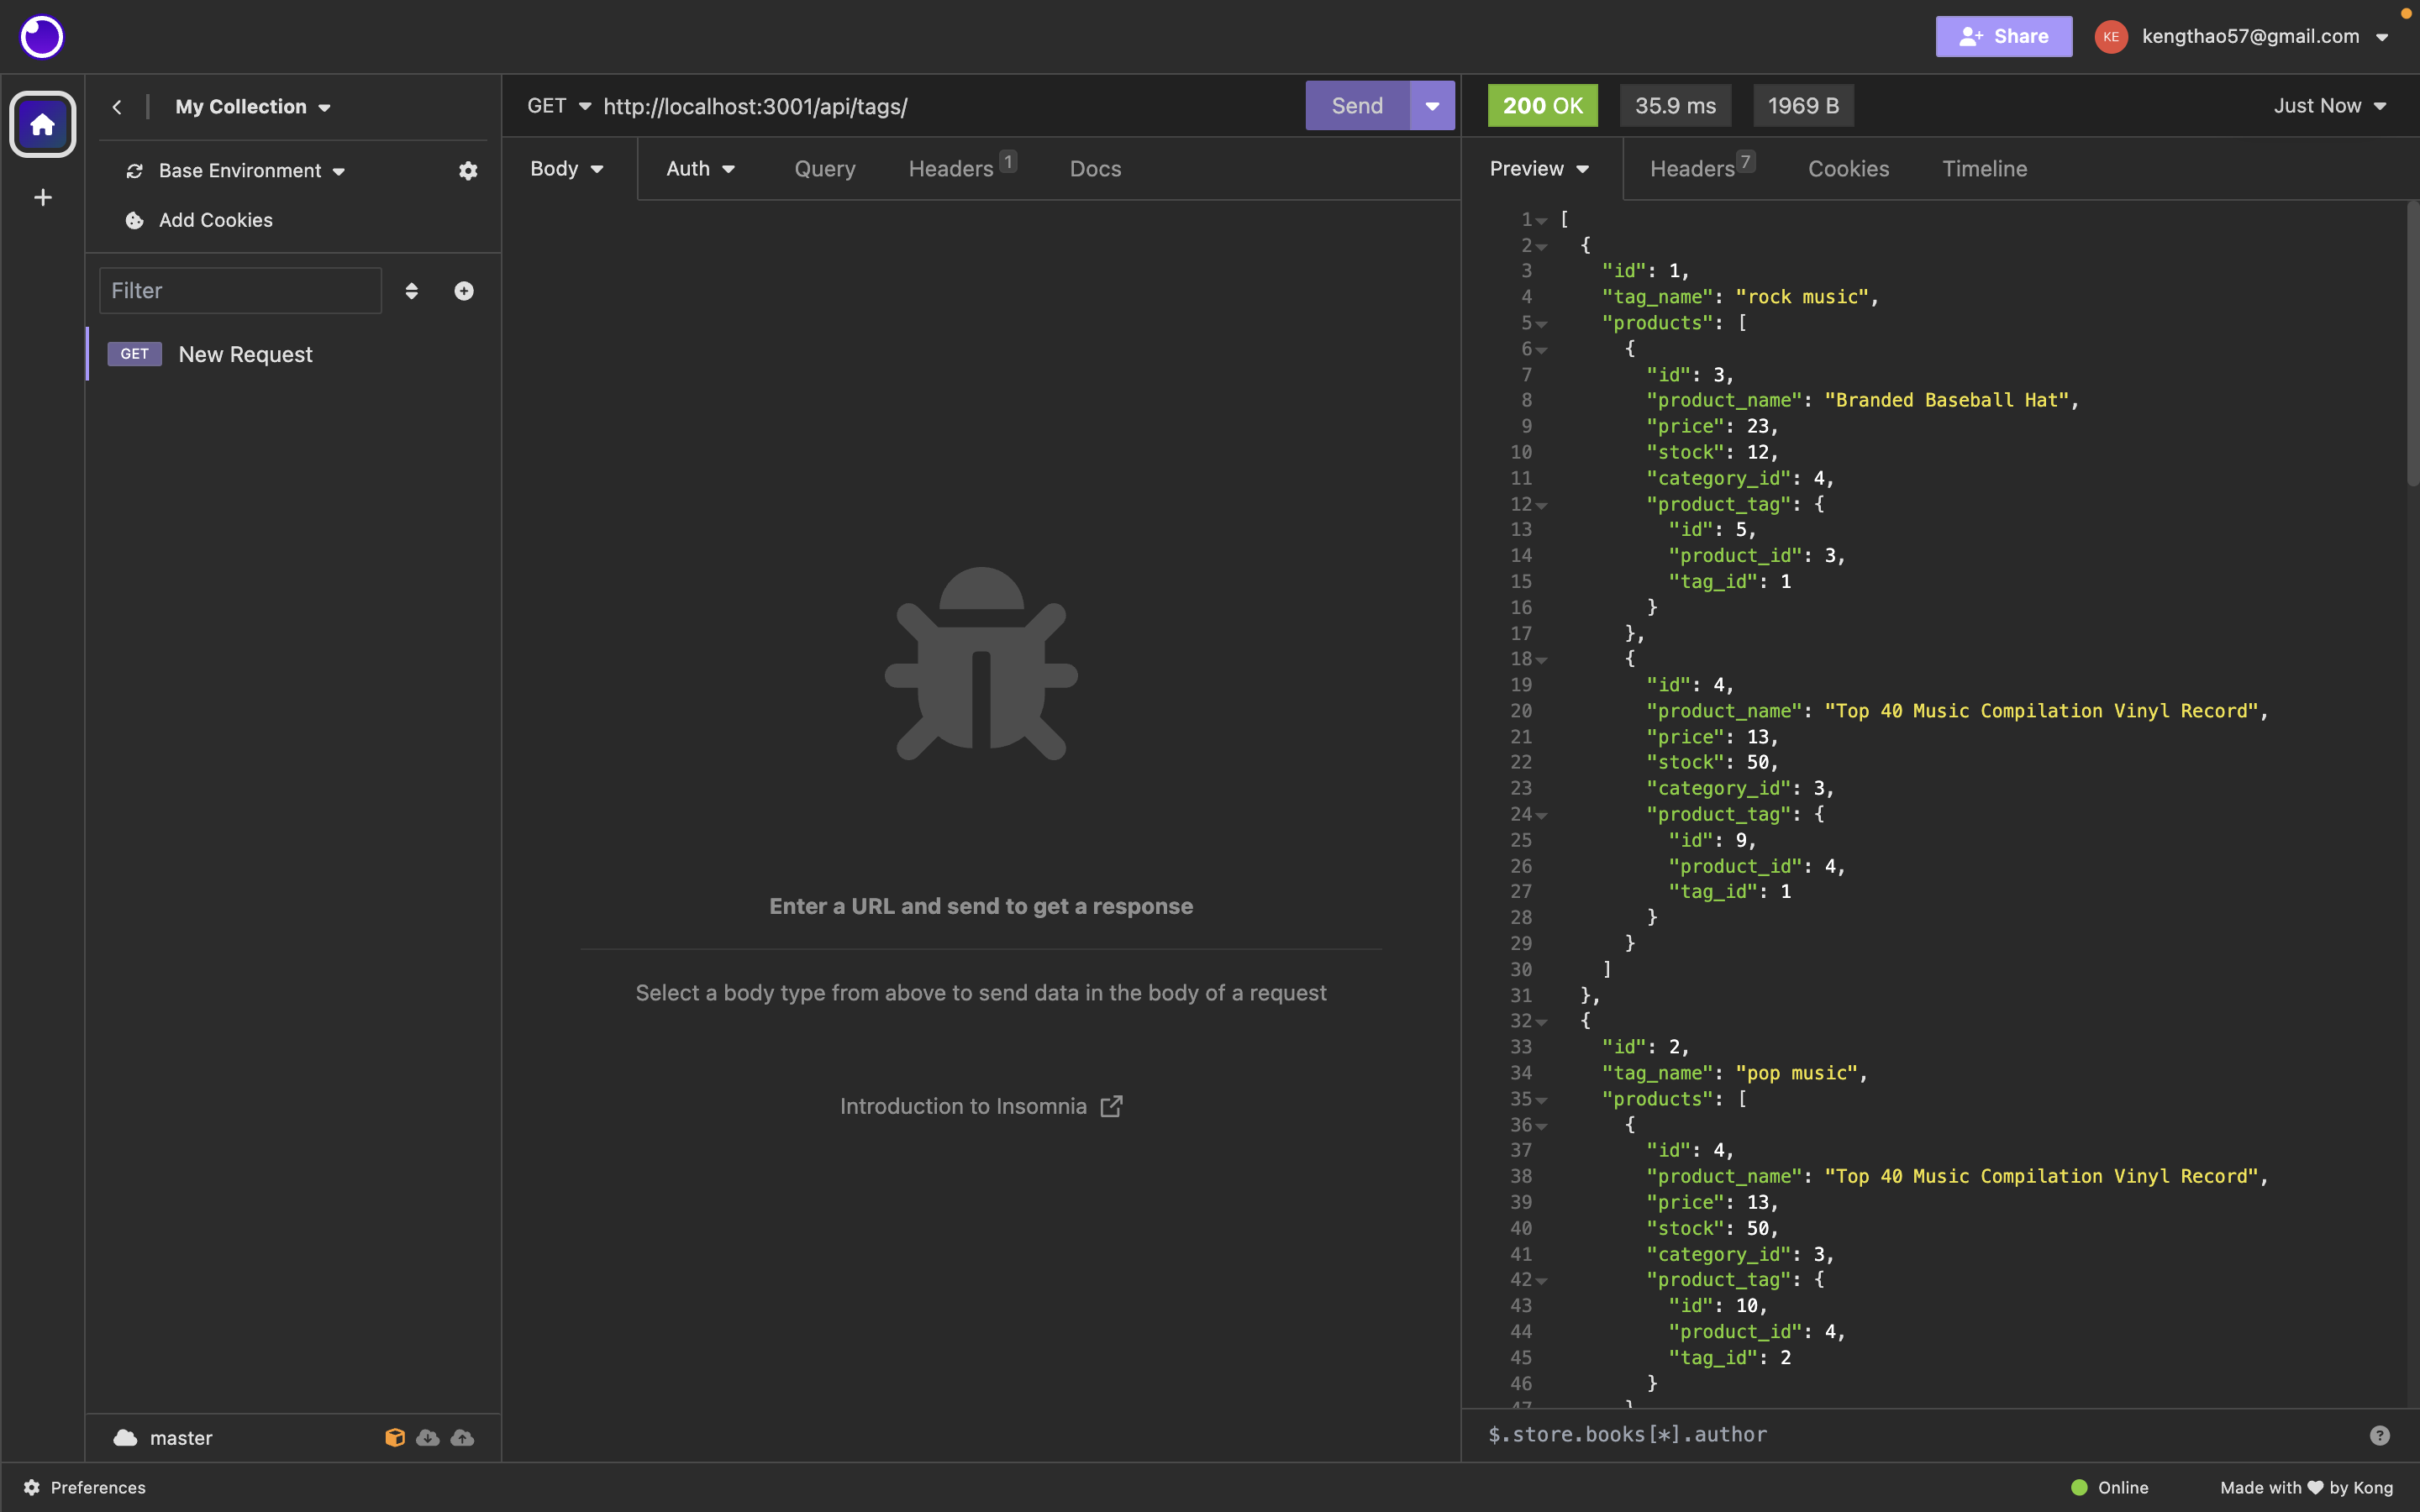 Share
KE
kengthao57@gmail.com
My Collection
GET http://localhost:3001/api/tags/
Send
200 OK
35.9 ms
1969 B
Just Now
Base Environment
Add Cookies
Filter
GET New Request
Body
Auth
Query
Headers 1
Docs
Enter a URL and send to get a response
Select a body type from above to send data in the body of a request
Introduction to Insomnia
Preview
Headers 7
Cookies
Timeline
1 [
2 {
3 "id": 1,
4 "tag_name": "rock music",
5 "products": [
6 {
7 "id": 3,
8 "product_name": "Branded Baseball Hat",
9 "price": 23,
10 "stock": 12,
11 "category_id": 4,
12 "product_tag": {
13 "id": 5,
14 "product_id": 3,
15 "tag_id": 1
16 }
17 },
18 {
19 "id": 4,
20 "product_name": "Top 40 Music Compilation Vinyl Record",
21 "price": 13,
22 "stock": 50,
23 "category_id": 3,
24 "product_tag": {
25 "id": 9,
26 "product_id": 4,
27 "tag_id": 1
28 }
29 }
30 ]
31 },
32 {
33 "id": 2,
34 "tag_name": "pop music",
35 "products": [
36 {
37 "id": 4,
38 "product_name": "Top 40 Music Compilation Vinyl Record",
39 "price": 13,
40 "stock": 50,
41 "category_id": 3,
42 "product_tag": {
43 "id": 10,
44 "product_id": 4,
45 "tag_id": 2
46 }
47 }
$.store.books[*].author
master
Preferences
Online
Made with ♥ by Kong